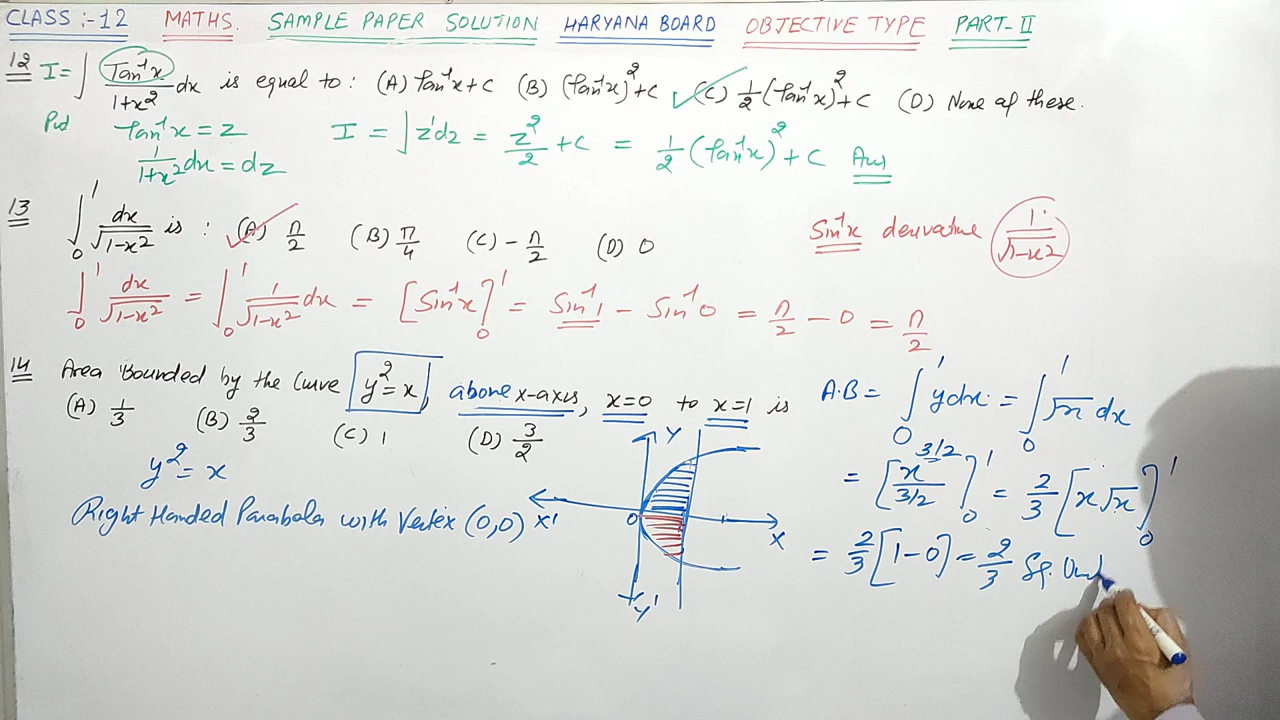 CLASS :- 12 MATHS. SAMPLE PAPER SOLUTION HARYANA BOARD OBJECTIVE TYPE PART-II
12 I = ∫ Tan⁻¹x/1+x² dx is equal to : (A) tan⁻¹x + C (B) (tan⁻¹x)² + C (C) 1/2 (tan⁻¹x)² + C (D) None of these.
Put tan⁻¹x = z I = ∫ z¹dz = z²/2 + C = 1/2 (tan⁻¹x)² + C Ans
1/1+x² dx = dz
13 ∫₀¹ dx/√1-x² is : (A) π/2 (B) π/4 (C) - π/2 (D) 0
Sin⁻¹x derivative 1/√1-x²
∫₀¹ dx/√1-x² = ∫₀¹ 1/√1-x² dx = [Sin⁻¹x]₀¹ = Sin⁻¹1 - Sin⁻¹0 = π/2 - 0 = π/2
14 Area Bounded by the Curve y² = x, above x-axis, x=0 to x=1 is
(A) 1/3 (B) 2/3 (C) 1 (D) 3/2
y² = x
Right Handed Parabola with Vertex (0,0)
Y
X'
O
X
Y'
A.B = ∫₀¹ ydx = ∫₀¹ √x dx
= [x^3/2 / 3/2]₀¹ = 2/3 [x√x]₀¹
= 2/3 [1-0] = 2/3 Sq. Unit